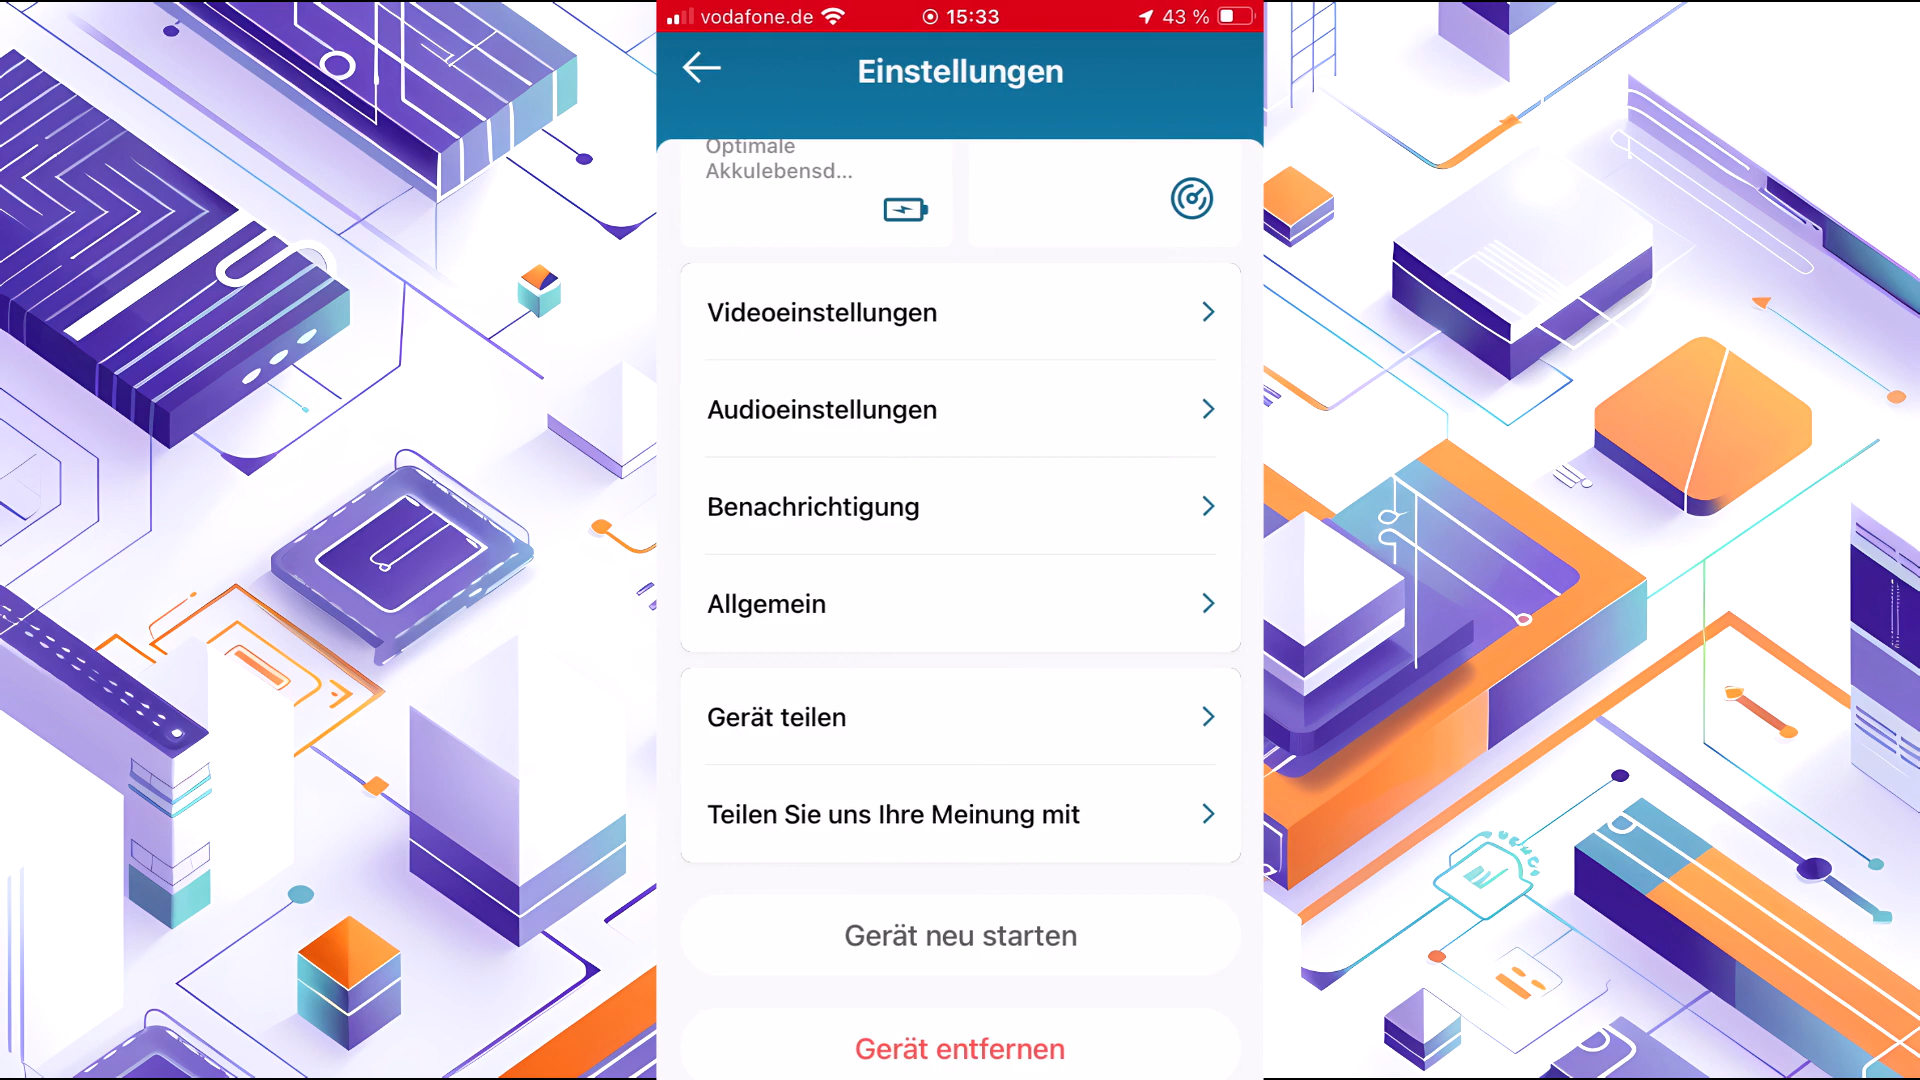 vodafone.de 15:33 43 %
Einstellungen
Optimale
Akkulebensd...
Videoeinstellungen
Audioeinstellungen
Benachrichtigung
Allgemein
Gerät teilen
Teilen Sie uns Ihre Meinung mit
Gerät neu starten
Gerät entfernen